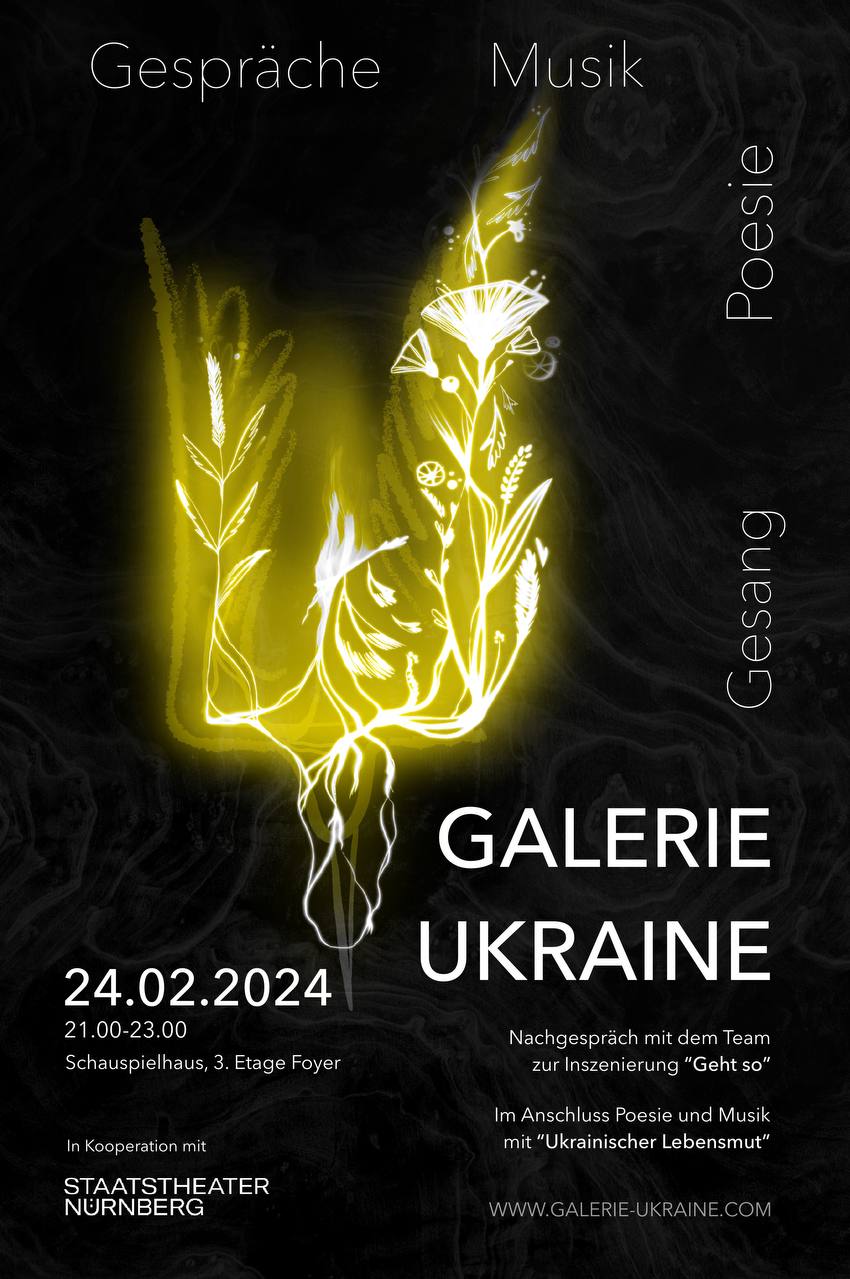 Gespräche
Musik
Poesie
Gesang
GALERIE
UKRAINE
24.02.2024
21.00-23.00
Schauspielhaus, 3. Etage Foyer
Nachgespräch mit dem Team
zur Inszenierung “Geht so”
Im Anschluss Poesie und Musik
mit “Ukrainischer Lebensmut”
In Kooperation mit
STAATSTHEATER
NÜRNBERG
WWW.GALERIE-UKRAINE.COM